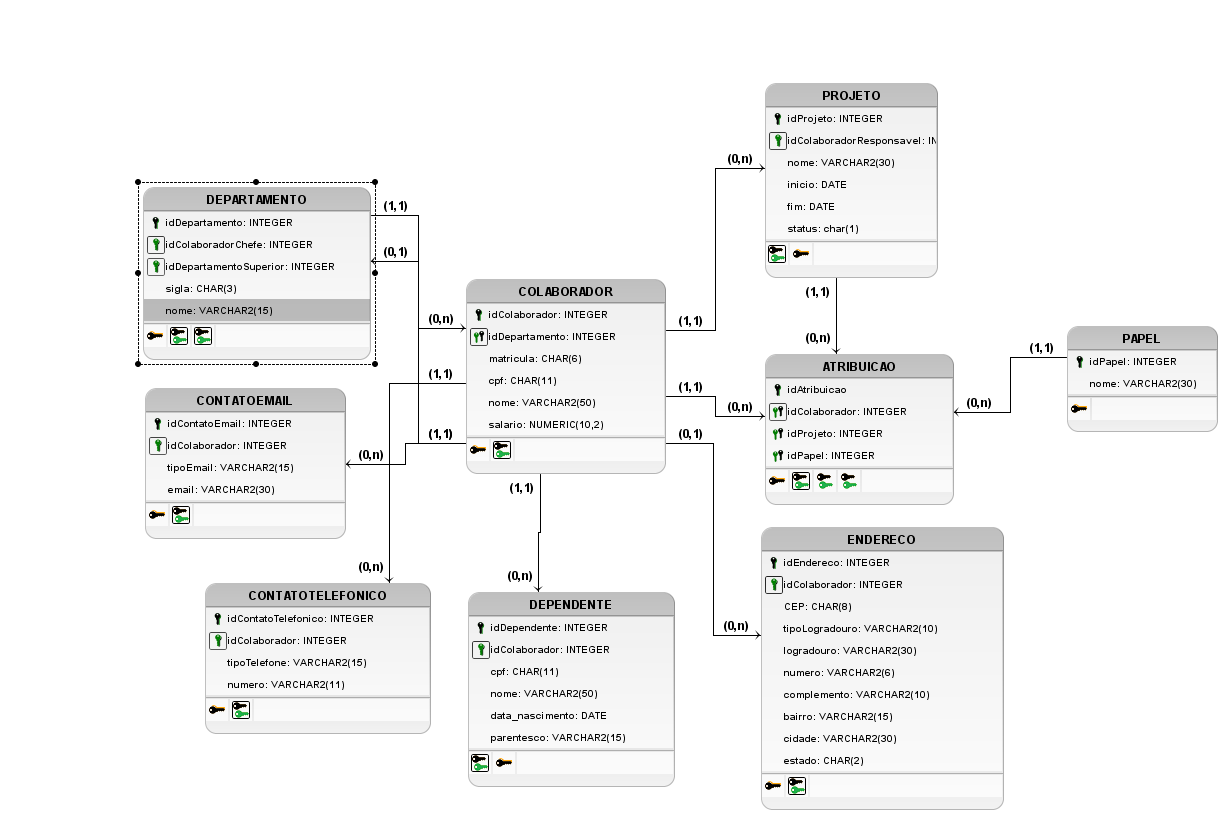 PROJETO
idProjeto: INTEGER
idColaboradorResponsavel: IN
nome: VARCHAR2(30)
inicio: DATE
fim: DATE
status: char(1)
DEPARTAMENTO
idDepartamento: INTEGER
idColaboradorChefe: INTEGER
idDepartamentoSuperior: INTEGER
sigla: CHAR(3)
nome: VARCHAR2(15)
(1,1)
(0,1)
(0,n)
(0,n)
(1,1)
COLABORADOR
idColaborador: INTEGER
idDepartamento: INTEGER
matricula: CHAR(6)
cpf: CHAR(11)
nome: VARCHAR2(50)
salario: NUMERIC(10,2)
(1,1)
(0,n)
(1,1)
(1,1)
(1,1)
(0,n)
(0,1)
ATRIBUICAO
idAtribuicao
idColaborador: INTEGER
idProjeto: INTEGER
idPapel: INTEGER
(1,1)
(0,n)
PAPEL
idPapel: INTEGER
nome: VARCHAR2(30)
CONTATOEMAIL
idContatoEmail: INTEGER
idColaborador: INTEGER
tipoEmail: VARCHAR2(15)
email: VARCHAR2(30)
(0,n)
(0,n)
(1,1)
(0,n)
(0,n)
CONTATOTELEFONICO
idContatoTelefonico: INTEGER
idColaborador: INTEGER
tipoTelefone: VARCHAR2(15)
numero: VARCHAR2(11)
DEPENDENTE
idDependente: INTEGER
idColaborador: INTEGER
cpf: CHAR(11)
nome: VARCHAR2(50)
data_nascimento: DATE
parentesco: VARCHAR2(15)
ENDERECO
idEndereco: INTEGER
idColaborador: INTEGER
CEP: CHAR(8)
tipoLogradouro: VARCHAR2(10)
logradouro: VARCHAR2(30)
numero: VARCHAR2(6)
complemento: VARCHAR2(10)
bairro: VARCHAR2(15)
cidade: VARCHAR2(30)
estado: CHAR(2)